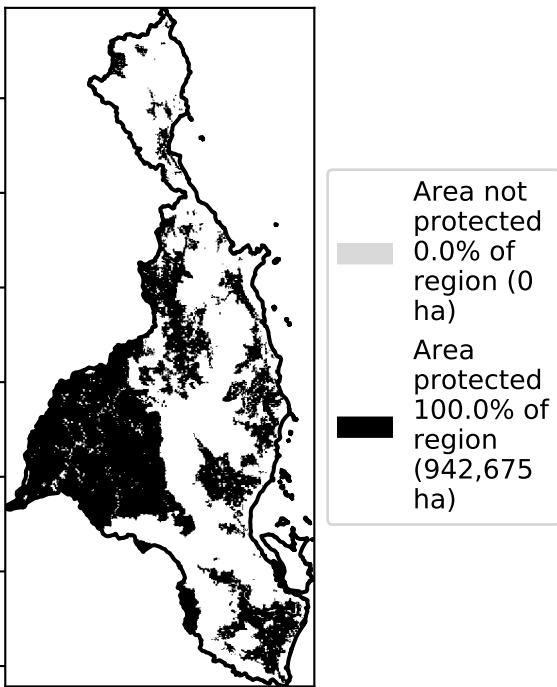 Area not
protected
0.0% of
region (0
ha)
Area
protected
100.0% of
region
(942,675
ha)